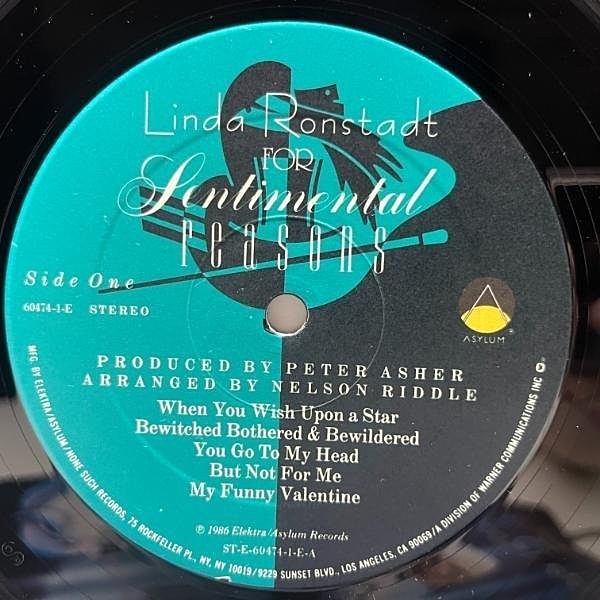 Linda Ronstadt
FOR
Sentimental
reasons
Side One
60474-1-E STEREO
ASYLUM ®
PRODUCED BY PETER ASHER
ARRANGED BY NELSON RIDDLE
When You Wish Upon a Star
Bewitched Bothered & Bewildered
You Go To My Head
But Not For Me
My Funny Valentine
℗ 1986 Elektra/Asylum Records
ST-E-60474-1-E-A
MFG. BY ELEKTRA/ASYLUM/NONE SUCH RECORDS, 75 ROCKFELLER PL., NY, NY 10019/9229 SUNSET BLVD., LOS ANGELES, CA 90069/A DIVISION OF WARNER COMMUNICATIONS INC